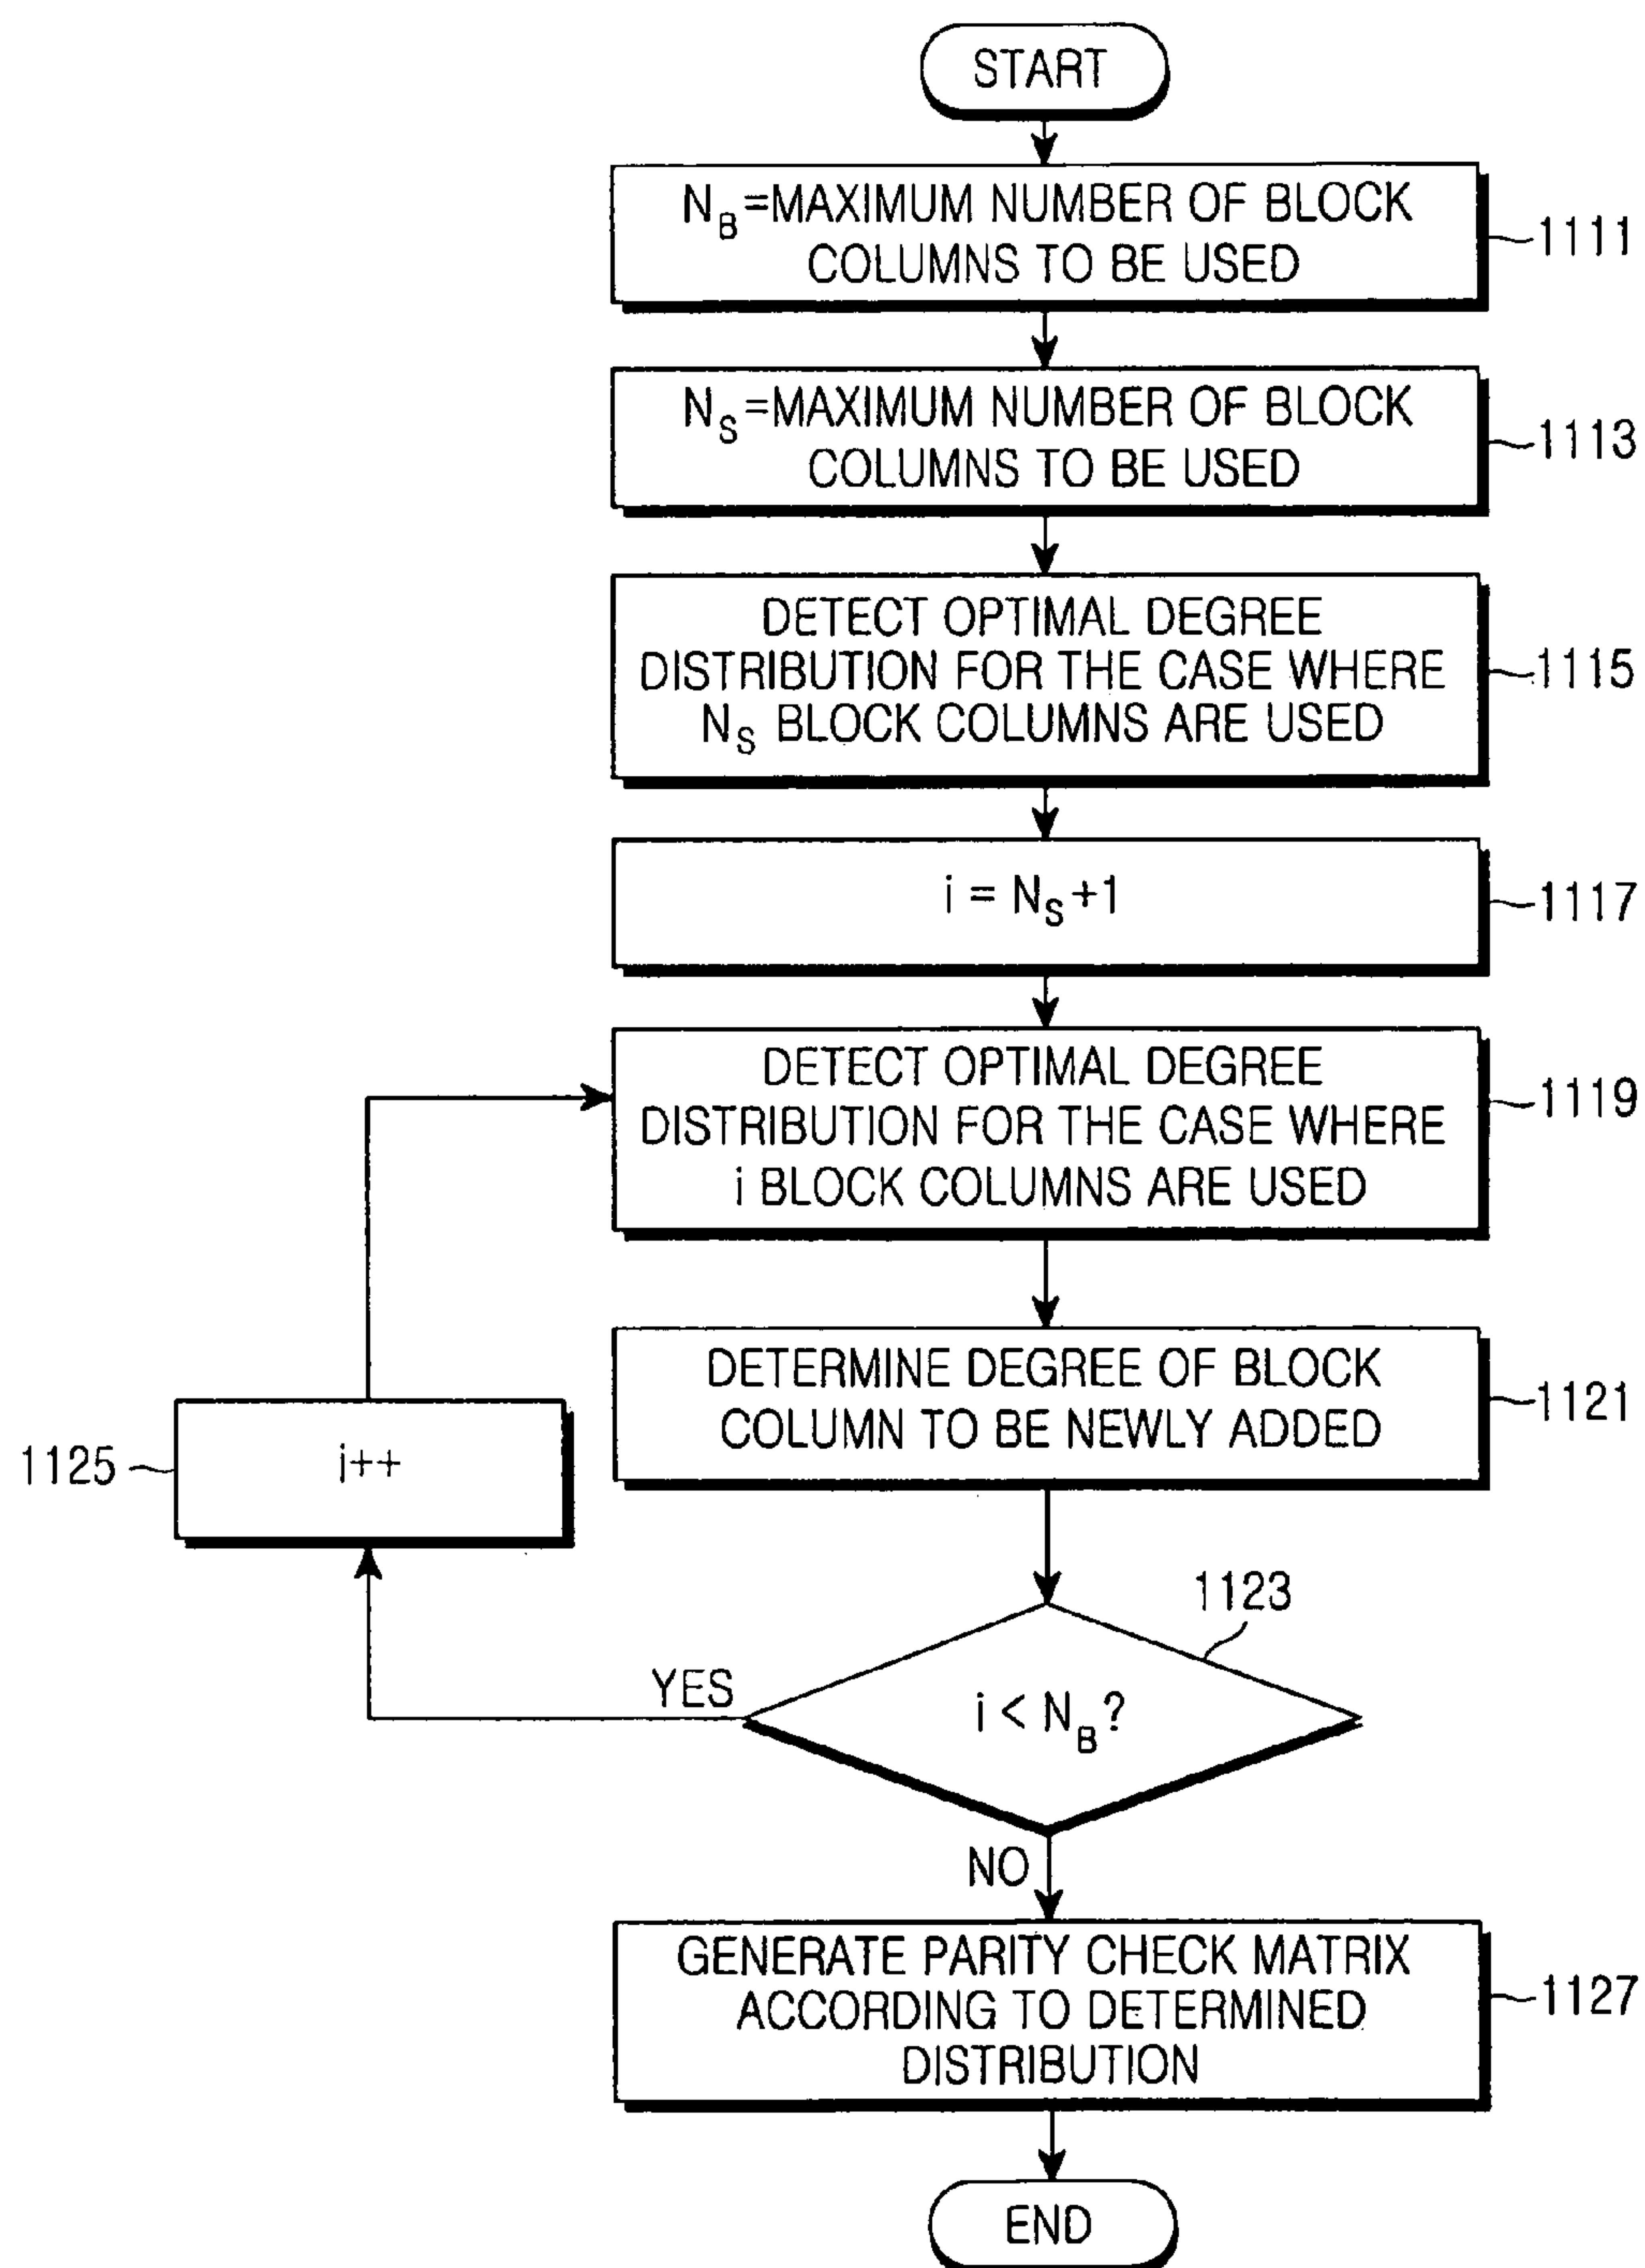 START
N_B=MAXIMUM NUMBER OF BLOCK
COLUMNS TO BE USED
1111
N_S=MAXIMUM NUMBER OF BLOCK
COLUMNS TO BE USED
1113
DETECT OPTIMAL DEGREE
DISTRIBUTION FOR THE CASE WHERE
N_S BLOCK COLUMNS ARE USED
1115
i = N_S+1
1117
DETECT OPTIMAL DEGREE
DISTRIBUTION FOR THE CASE WHERE
i BLOCK COLUMNS ARE USED
1119
DETERMINE DEGREE OF BLOCK
COLUMN TO BE NEWLY ADDED
1121
1125
i++
1123
YES
i < N_B?
NO
GENERATE PARITY CHECK MATRIX
ACCORDING TO DETERMINED
DISTRIBUTION
1127
END